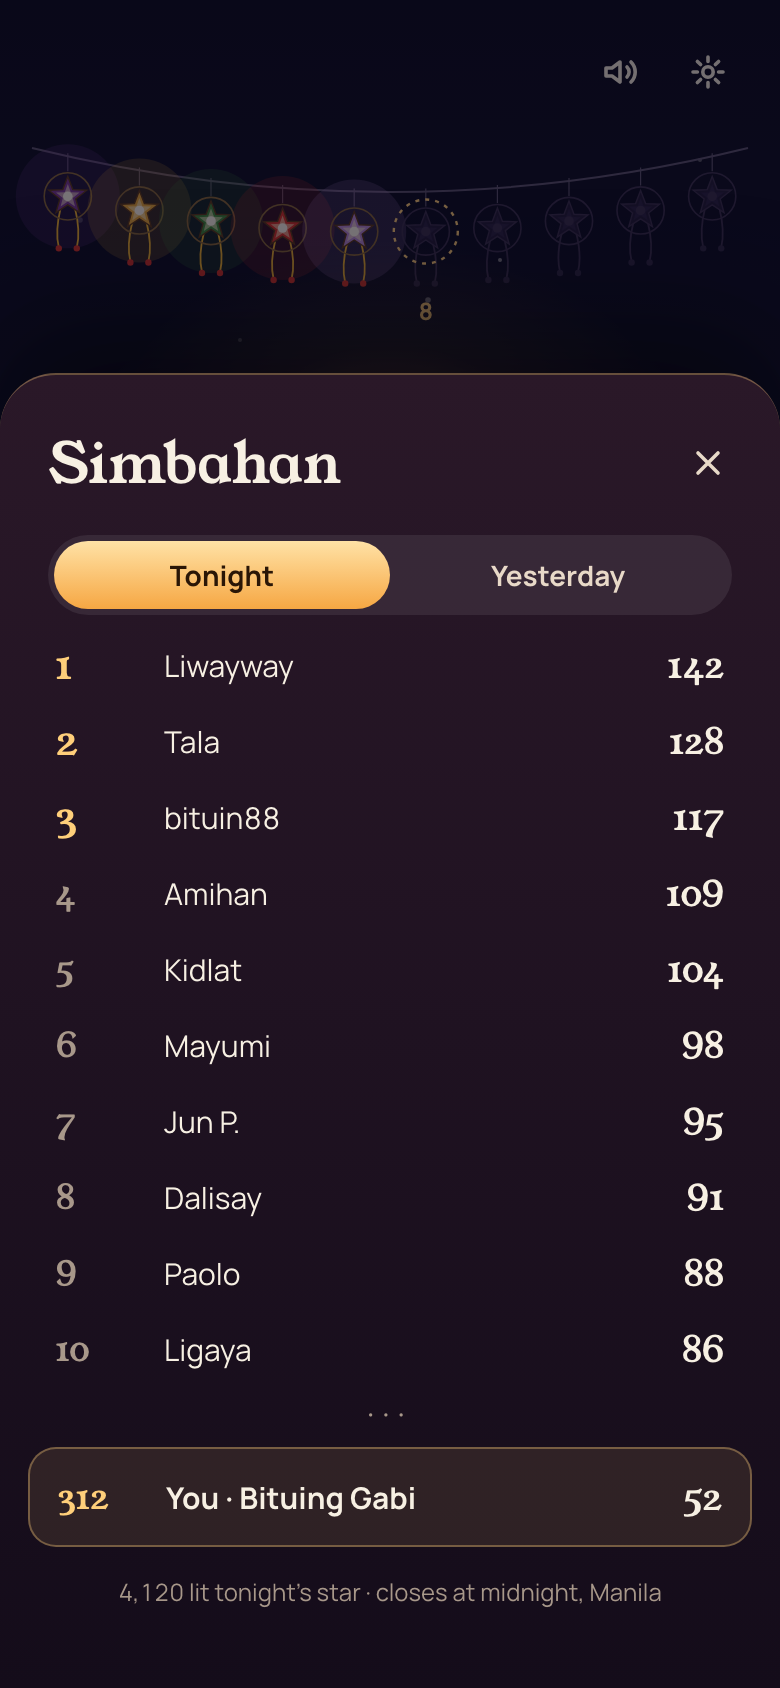 8
Simbahan
Tonight Yesterday
1 Liwayway 142
2 Tala 128
3 bituin88 117
4 Amihan 109
5 Kidlat 104
6 Mayumi 98
7 Jun P. 95
8 Dalisay 91
9 Paolo 88
10 Ligaya 86
· · ·
312 You · Bituing Gabi 52
4,120 lit tonight's star · closes at midnight, Manila